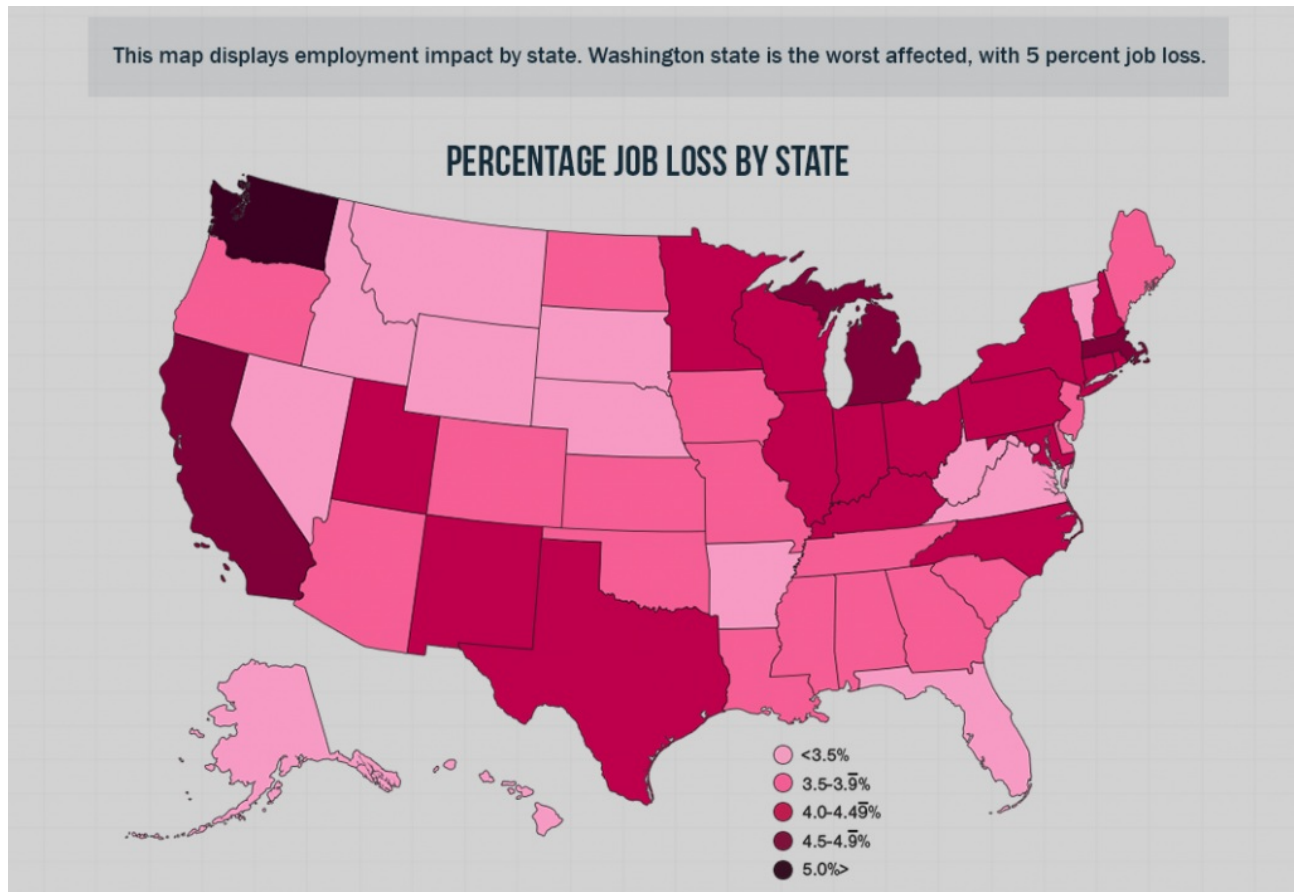 This map displays employment impact by state. Washington state is the worst affected, with 5 percent job loss.
PERCENTAGE JOB LOSS BY STATE
<3.5%
3.5-3.9̅%
4.0-4.49̅%
4.5-4.9̅%
5.0%>